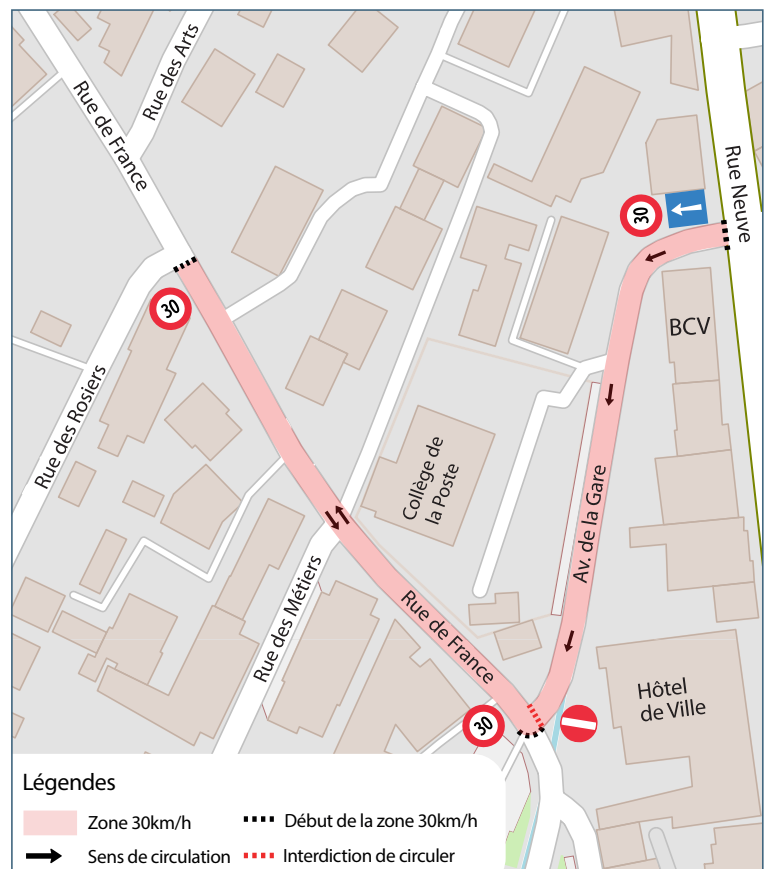 Rue des Arts
Rue de France
Rue Neuve
30
30
BCV
Rue des Rosiers
Collège de
la Poste
Av. de la Gare
Rue des Métiers
Rue de France
Hôtel
de Ville
30
Légendes
Zone 30km/h
Début de la zone 30km/h
Sens de circulation
Interdiction de circuler